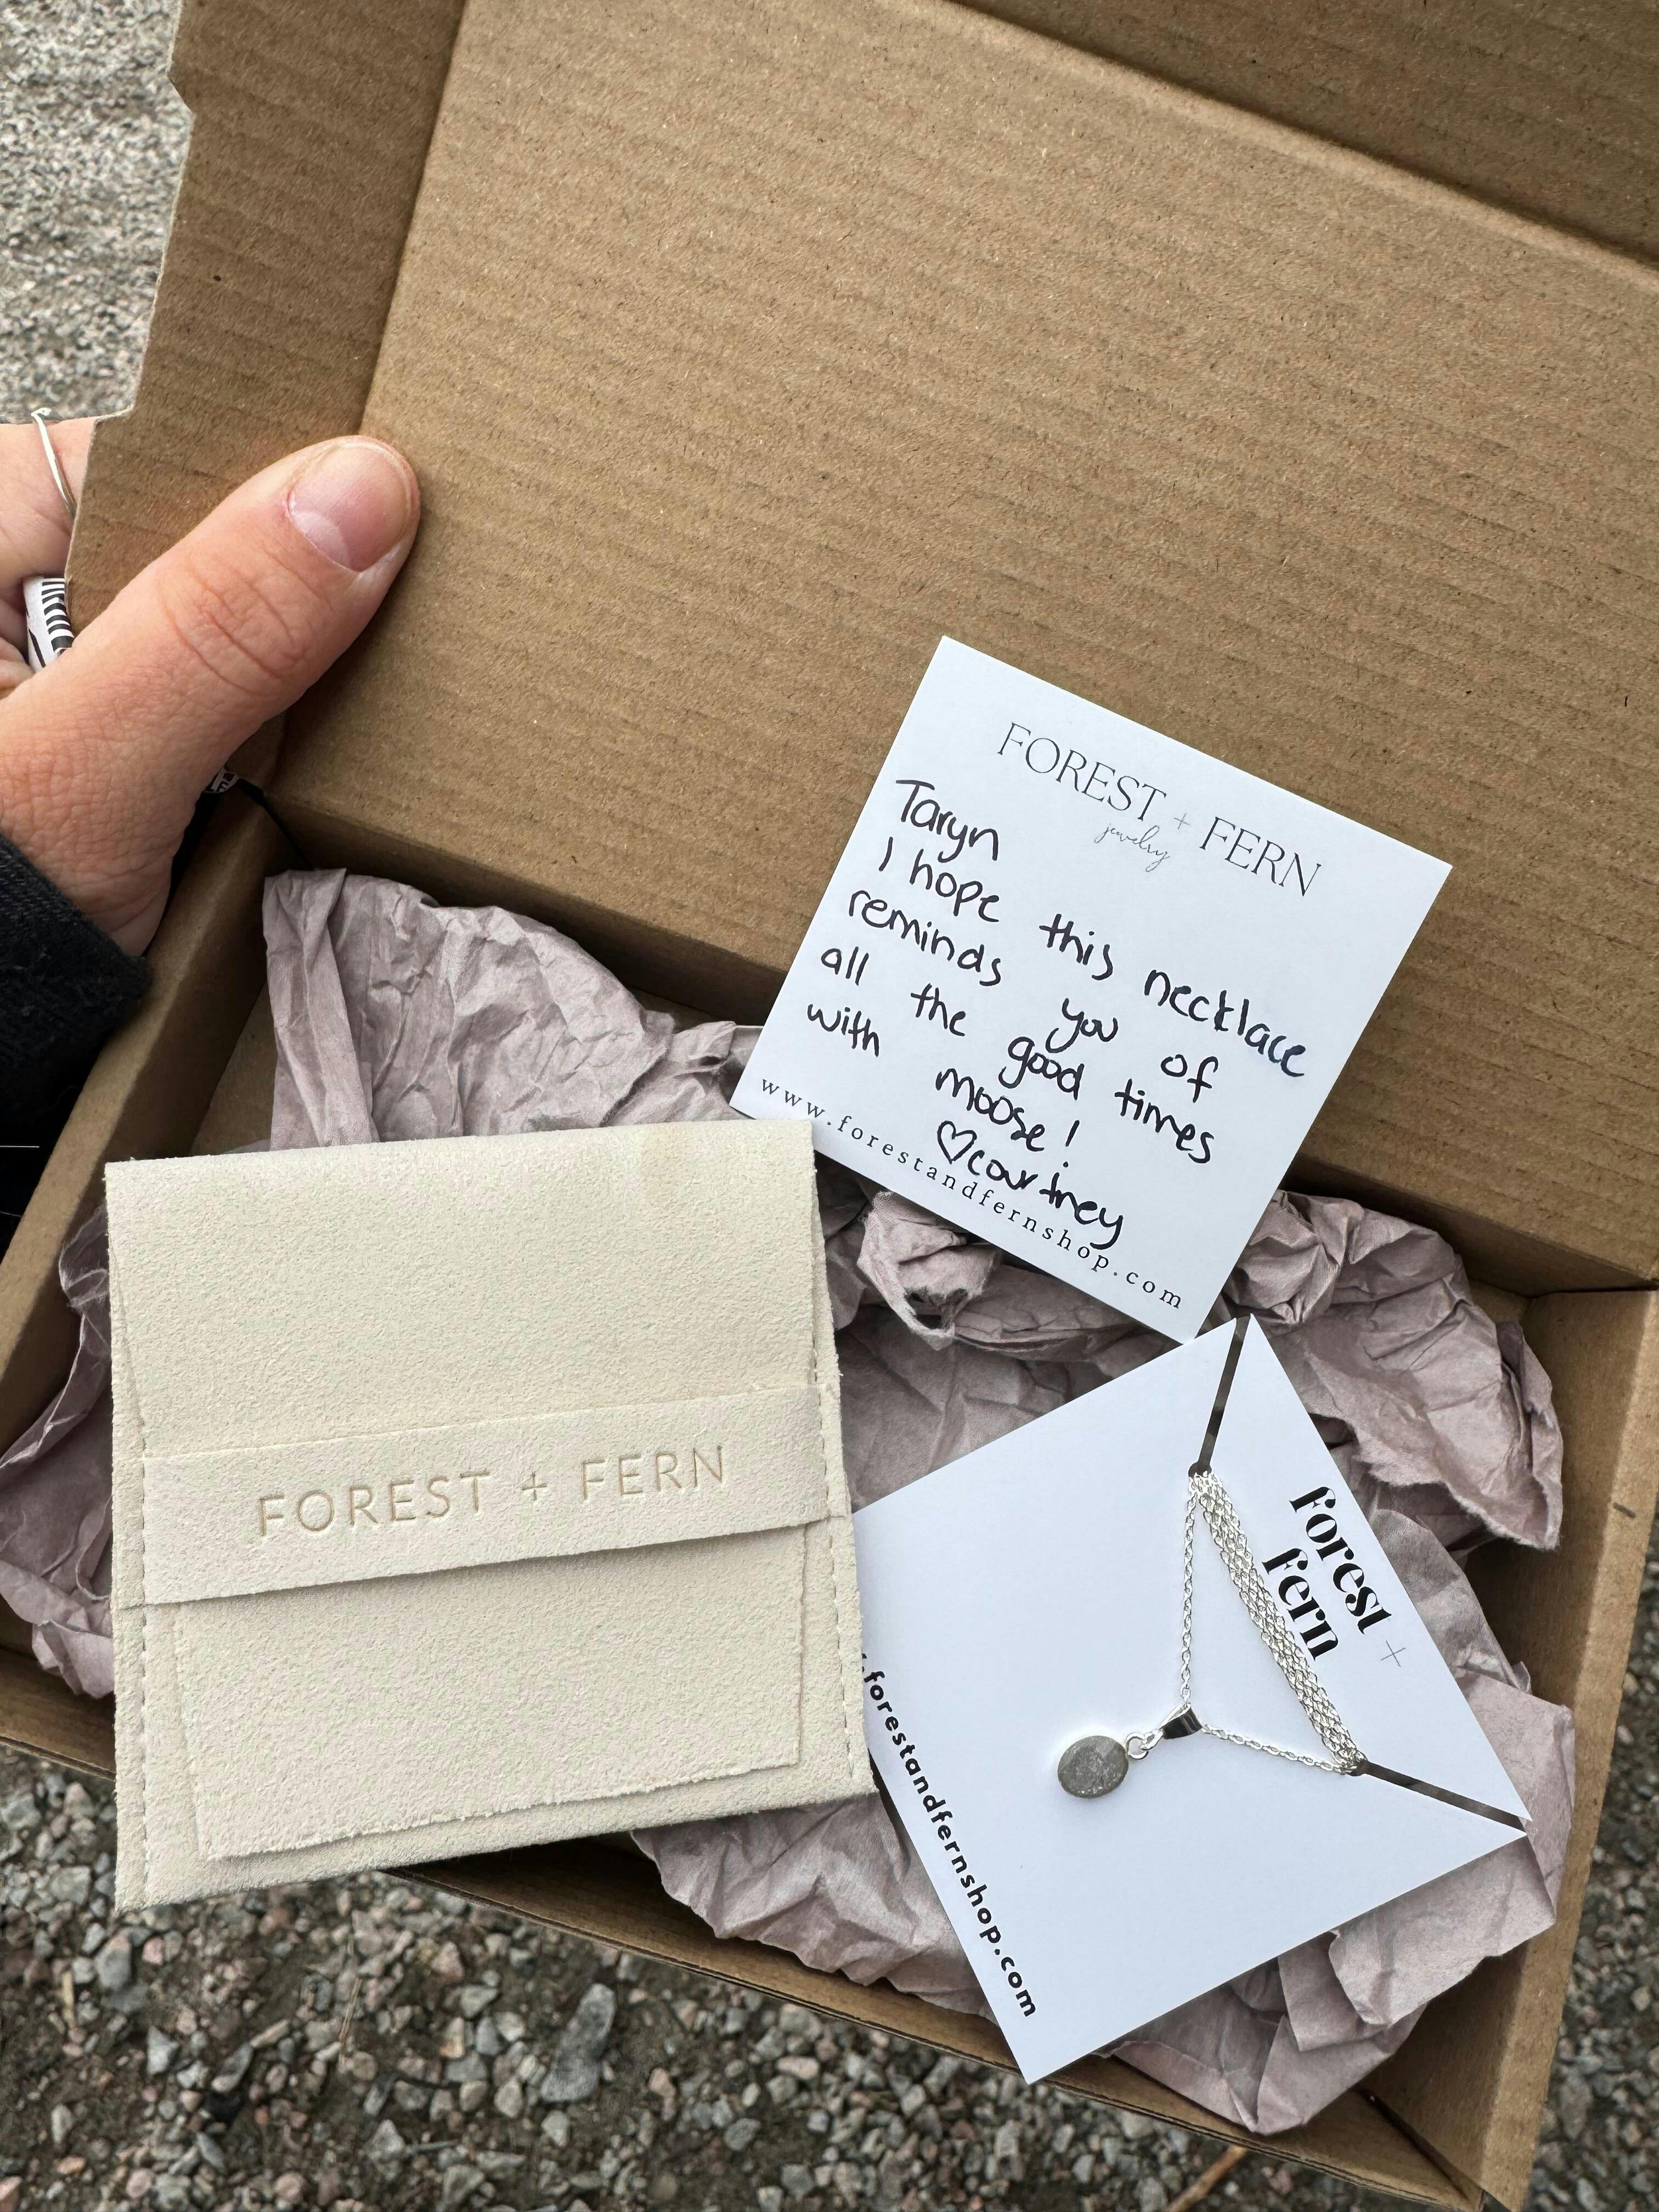 FOREST + FERN
jewelry
Taryn
I hope this necklace
reminds you of
all the good times
with moose!
♡courtney
www.forestandfernshop.com
FOREST + FERN
forest +
fern
.forestandfernshop.com